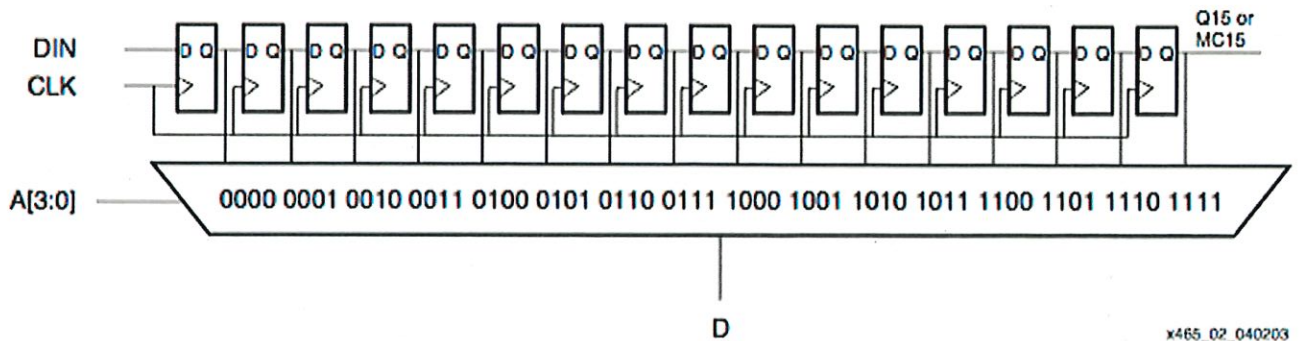 Q15 or
MC15
DIN
D Q D Q D Q D Q D Q D Q D Q D Q D Q D Q D Q D Q D Q D Q D Q D Q
CLK
A[3:0]
0000 0001 0010 0011 0100 0101 0110 0111 1000 1001 1010 1011 1100 1101 1110 1111
D
x465_02_040203